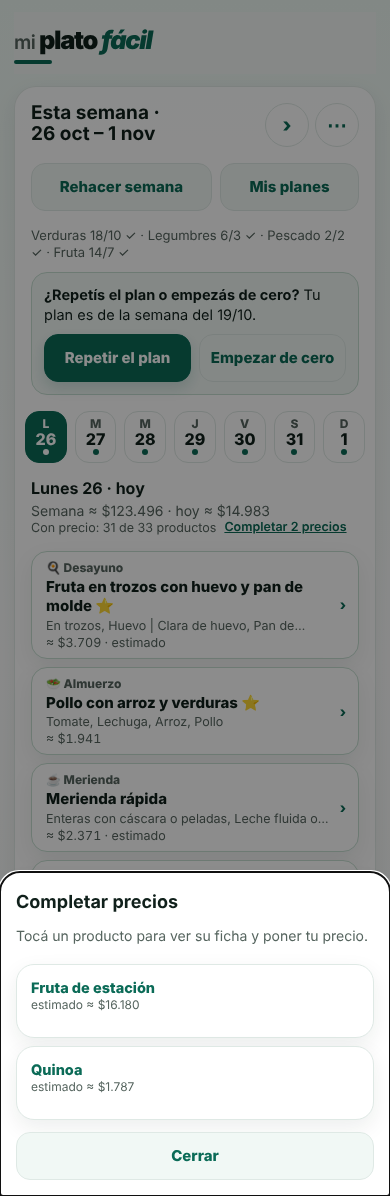 mi plato fácil
Esta semana ·
26 oct – 1 nov
›
···
Rehacer semana
Mis planes
Verduras 18/10 ✓ · Legumbres 6/3 ✓ · Pescado 2/2
✓ · Fruta 14/7 ✓
¿Repetís el plan o empezás de cero? Tu
plan es de la semana del 19/10.
Repetir el plan
Empezar de cero
L M M J V S D
26 27 28 29 30 31 1
Lunes 26 · hoy
Semana ≈ $123.496 · hoy ≈ $14.983
Con precio: 31 de 33 productos Completar 2 precios
🍳 Desayuno
Fruta en trozos con huevo y pan de
molde ⭐
En trozos, Huevo | Clara de huevo, Pan de...
≈ $3.709 · estimado
›
🥗 Almuerzo
Pollo con arroz y verduras ⭐
Tomate, Lechuga, Arroz, Pollo
≈ $1.941
›
☕ Merienda
Merienda rápida
Enteras con cáscara o peladas, Leche fluida o...
≈ $2.371 · estimado
›
Completar precios
Tocá un producto para ver su ficha y poner tu precio.
Fruta de estación
estimado ≈ $16.180
Quinoa
estimado ≈ $1.787
Cerrar